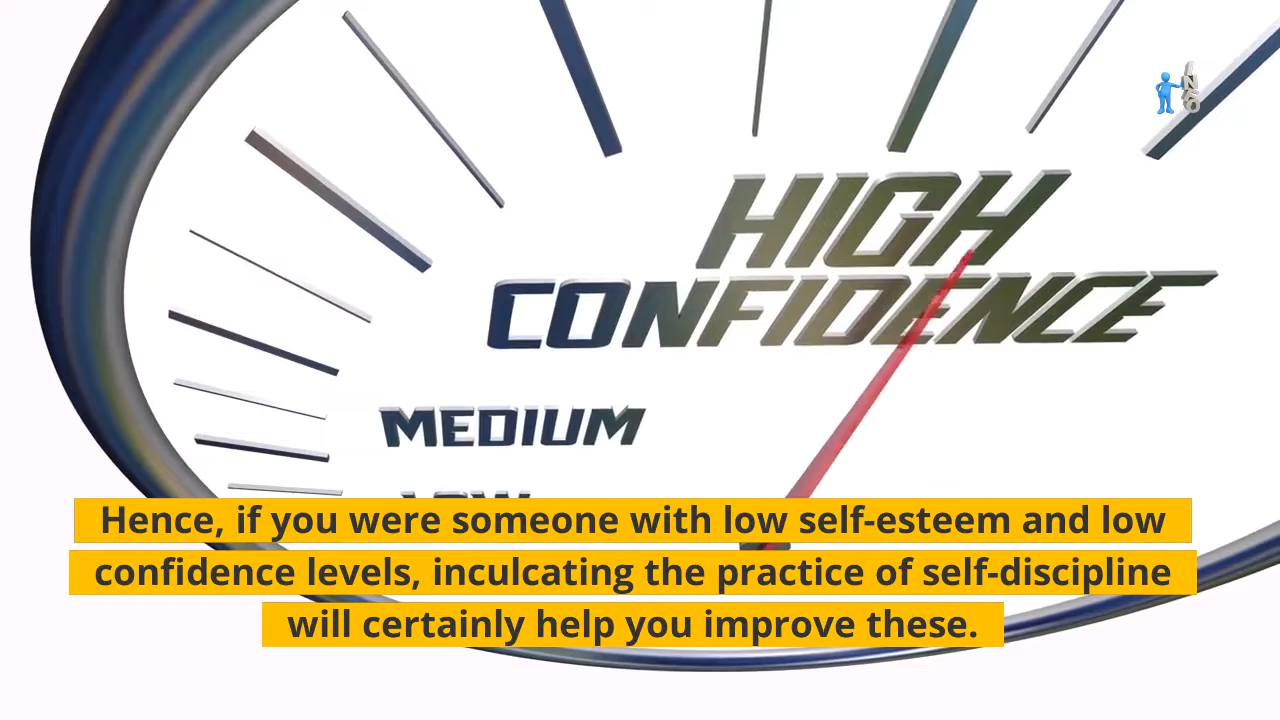 HIGH
CONFIDENCE
MEDIUM
LOW
Hence, if you were someone with low self-esteem and low
confidence levels, inculcating the practice of self-discipline
will certainly help you improve these.